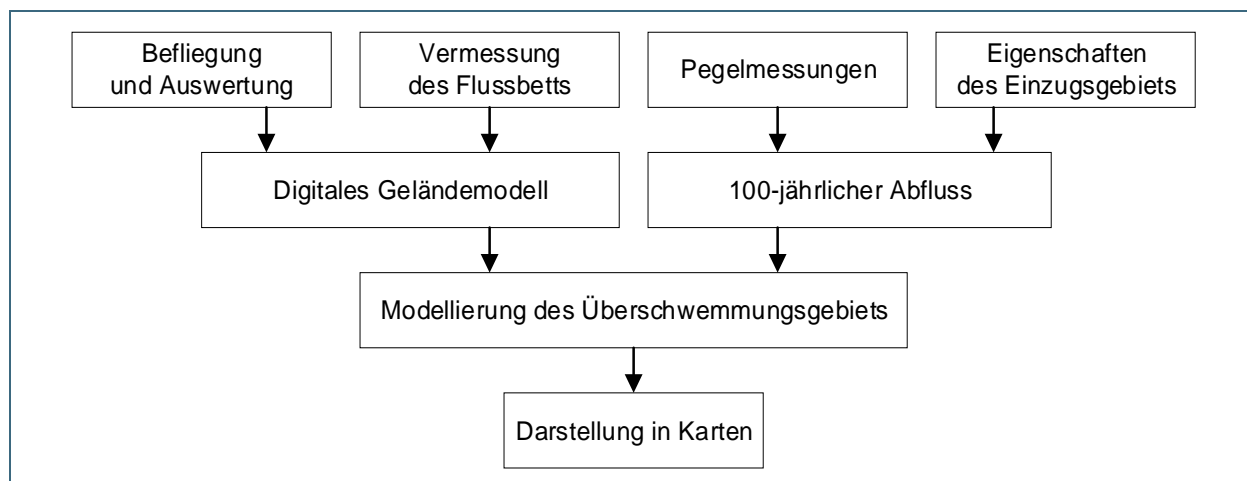 Befliegung
und Auswertung
Vermessung
des Flussbetts
Pegelmessungen
Eigenschaften
des Einzugsgebiets
Digitales Geländemodell
100-jährlicher Abfluss
Modellierung des Überschwemmungsgebiets
Darstellung in Karten